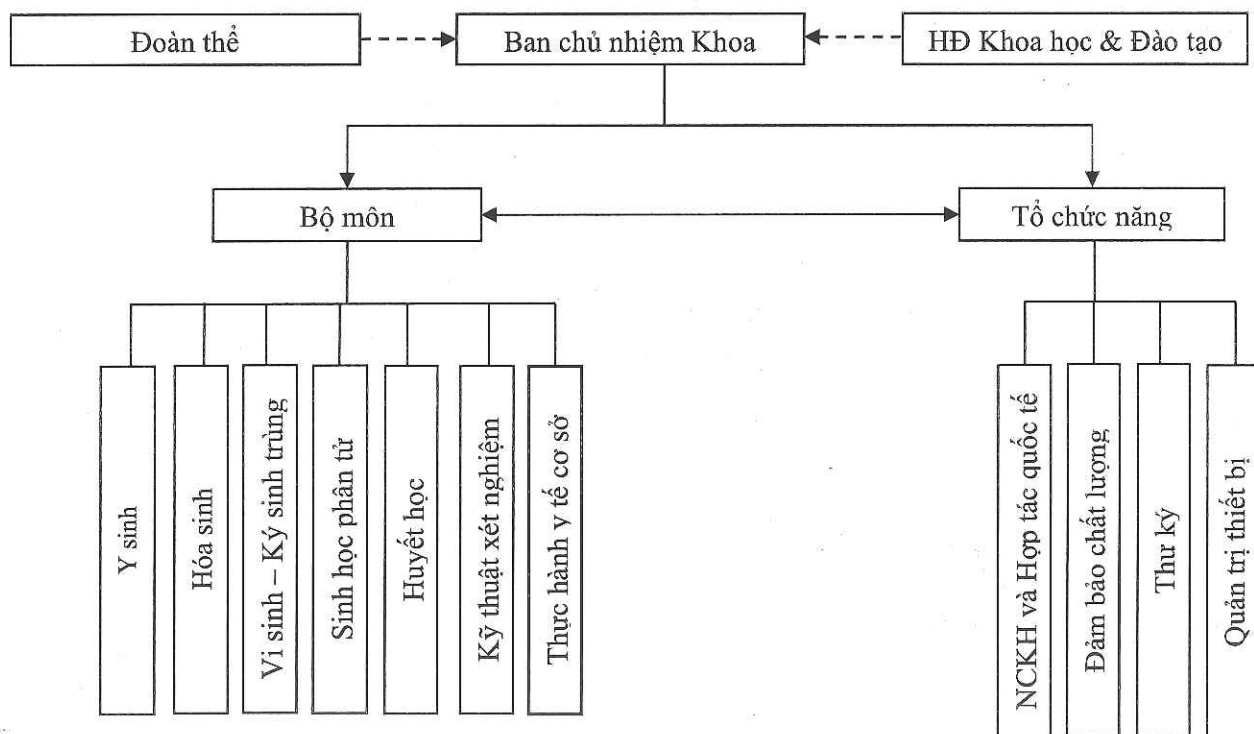 Đoàn thể
Ban chủ nhiệm Khoa
HĐ Khoa học & Đào tạo
Bộ môn
Tổ chức năng
Y sinh
Hóa sinh
Vi sinh – Ký sinh trùng
Sinh học phân tử
Huyết học
Kỹ thuật xét nghiệm
Thực hành y tế cơ sở
NCKH và Hợp tác quốc tế
Đảm bảo chất lượng
Thư ký
Quản trị thiết bị